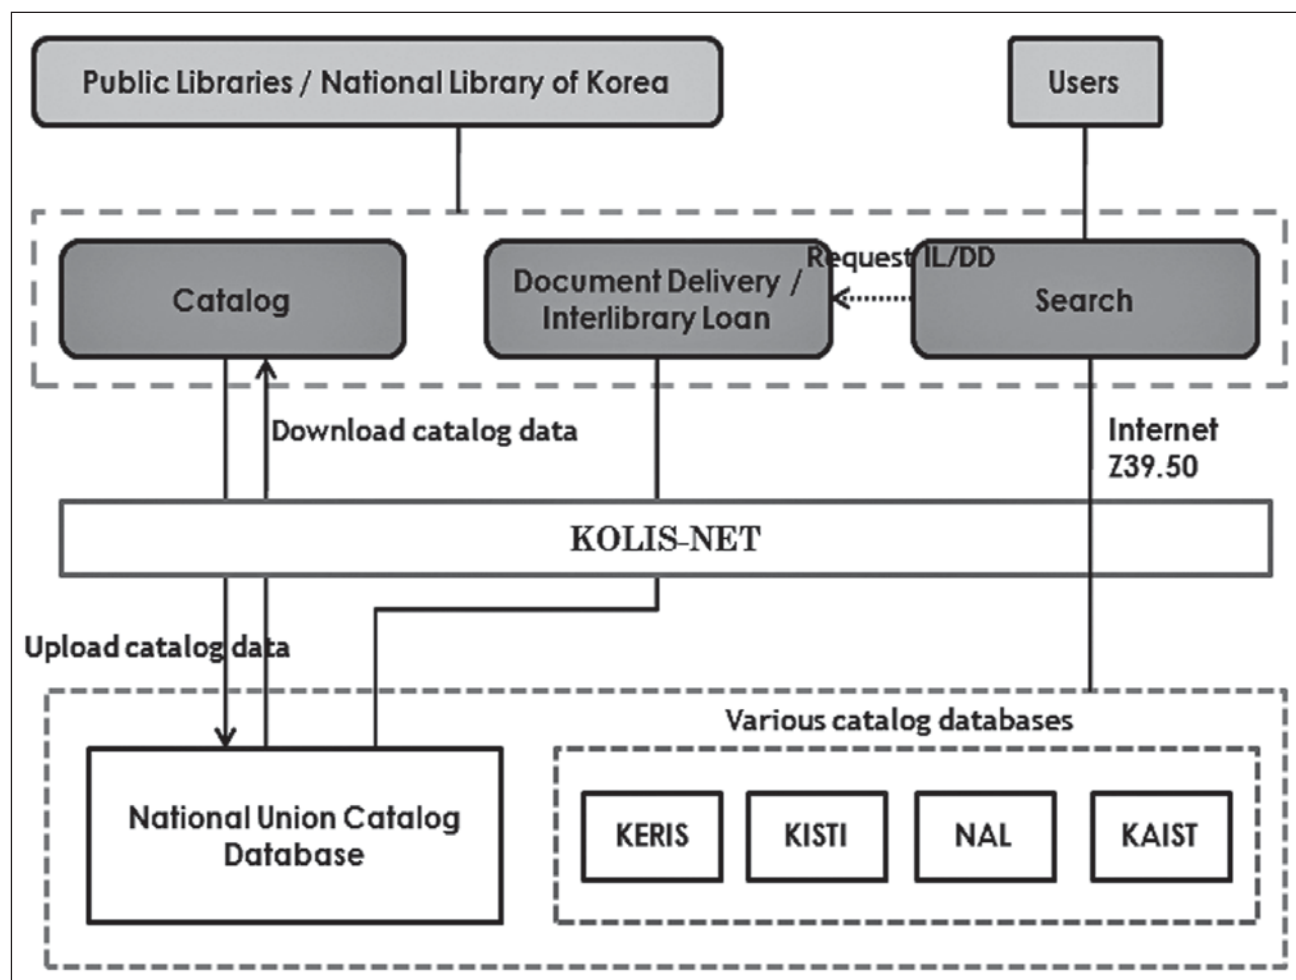 Public Libraries / National Library of Korea
Users
Catalog
Document Delivery /
Interlibrary Loan
Request IL/DD
Search
Download catalog data
Internet
Z39.50
KOLIS-NET
Upload catalog data
Various catalog databases
National Union Catalog
Database
KERIS
KISTI
NAL
KAIST